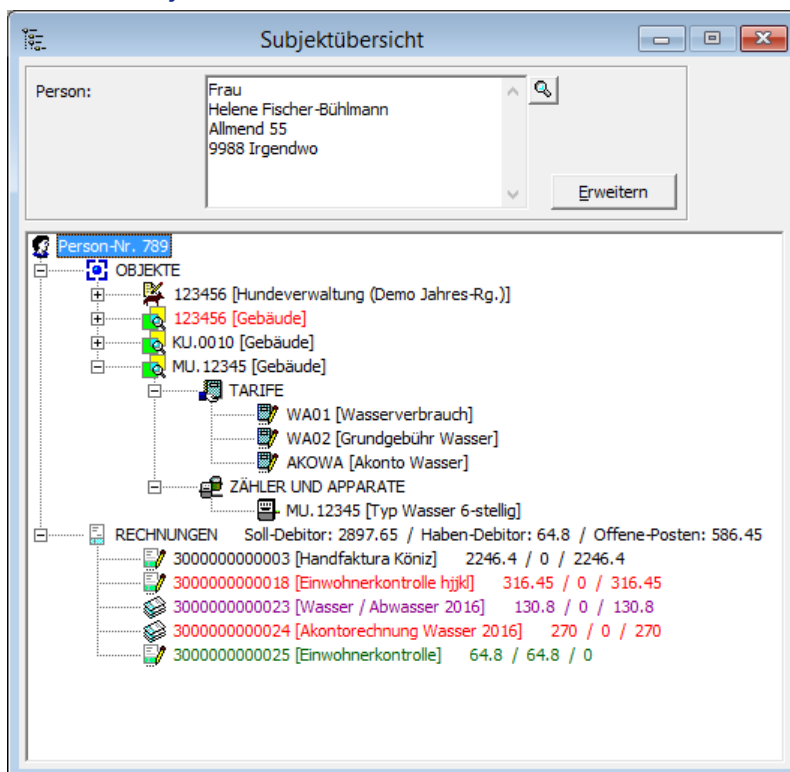 Subjektübersicht
Person:
Frau
Helene Fischer-Bühlmann
Allmend 55
9988 Irgendwo
Erweitern
Person-Nr. 789
OBJEKTE
123456 [Hundeverwaltung (Demo Jahres-Rg.)]
123456 [Gebäude]
KU.0010 [Gebäude]
MU.12345 [Gebäude]
TARIFE
WA01 [Wasserverbrauch]
WA02 [Grundgebühr Wasser]
AKOWA [Akonto Wasser]
ZÄHLER UND APPARATE
MU.12345 [Typ Wasser 6-stellig]
RECHNUNGEN Soll-Debitor: 2897.65 / Haben-Debitor: 64.8 / Offene-Posten: 586.45
3000000000003 [Handfaktura Köniz] 2246.4 / 0 / 2246.4
3000000000018 [Einwohnerkontrolle hjjkl] 316.45 / 0 / 316.45
3000000000023 [Wasser / Abwasser 2016] 130.8 / 0 / 130.8
3000000000024 [Akontorechnung Wasser 2016] 270 / 0 / 270
3000000000025 [Einwohnerkontrolle] 64.8 / 64.8 / 0